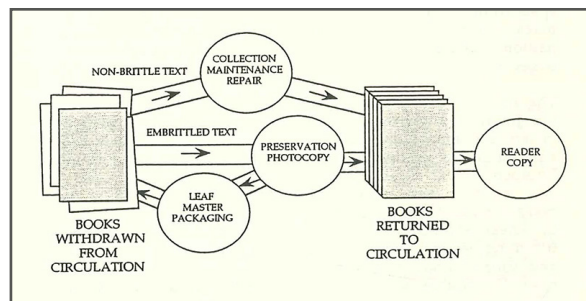 COLLECTION
MAINTENANCE
REPAIR
NON-BRITTLE TEXT
EMBRITTLED TEXT
PRESERVATION
PHOTOCOPY
READER
COPY
LEAF
MASTER
PACKAGING
BOOKS
WITHDRAWN
FROM
CIRCULATION
BOOKS
RETURNED
TO
CIRCULATION